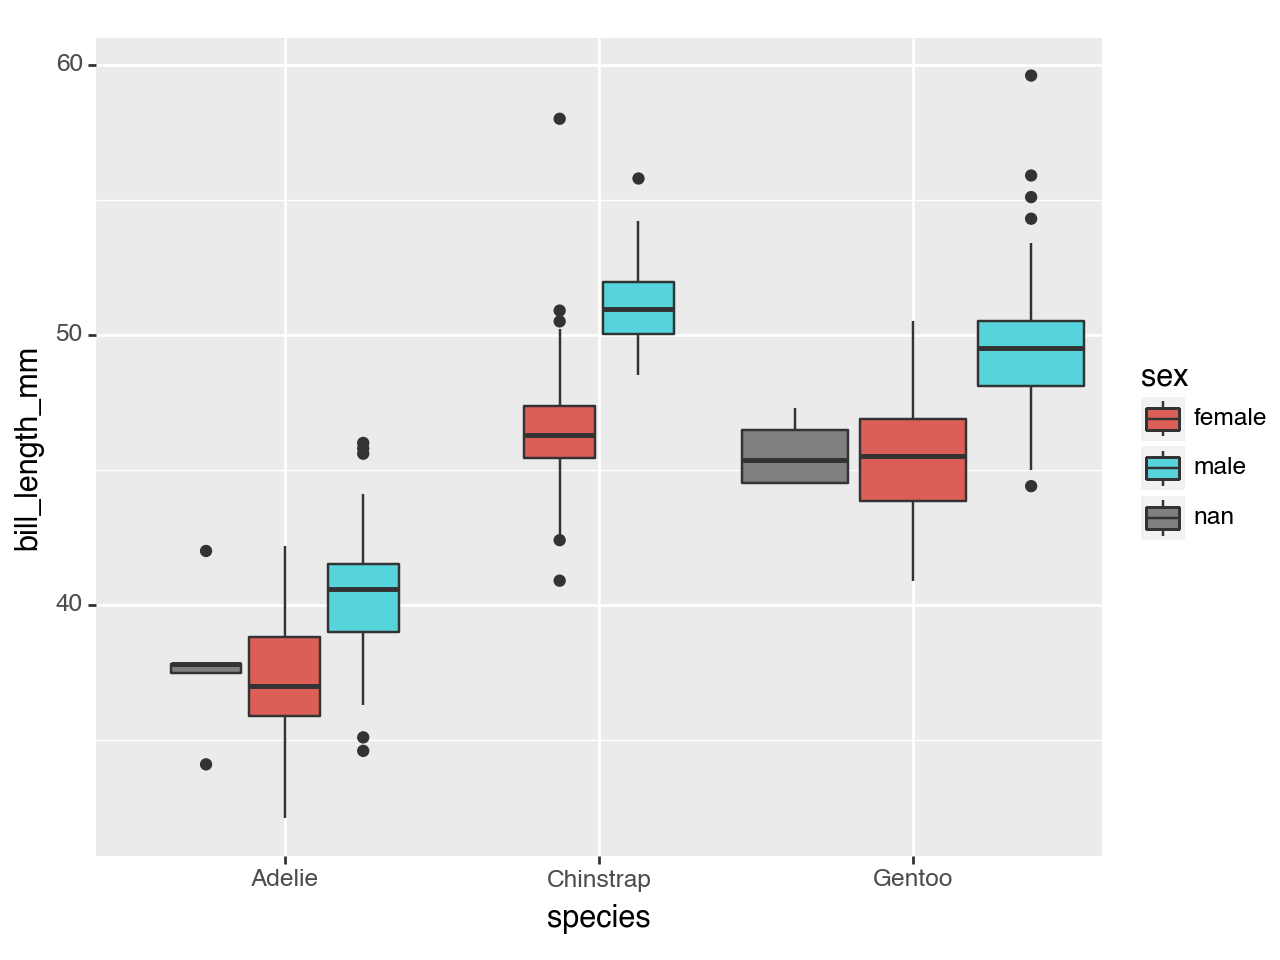 60
50
40
bill_length_mm
Adelie
Chinstrap
Gentoo
species
sex
female
male
nan